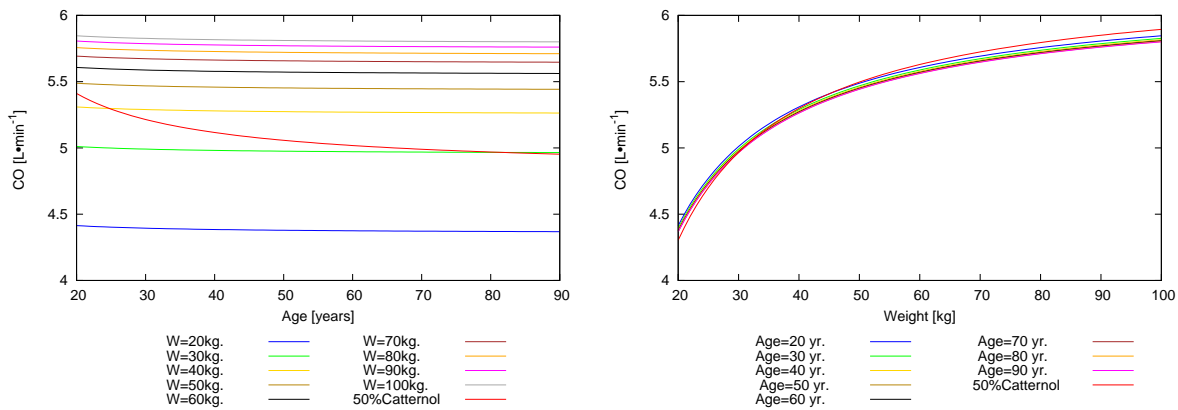 6
5.5
5
4.5
4
CO [L•min-1]
20 30 40 50 60 70 80 90
Age [years]
W=20kg. W=70kg.
W=30kg. W=80kg.
W=40kg. W=90kg.
W=50kg. W=100kg.
W=60kg. 50%Catternol
6
5.5
5
4.5
4
CO [L•min-1]
20 30 40 50 60 70 80 90 100
Weight [kg]
Age=20 yr. Age=70 yr.
Age=30 yr. Age=80 yr.
Age=40 yr. Age=90 yr.
Age=50 yr. 50%Catternol
Age=60 yr.